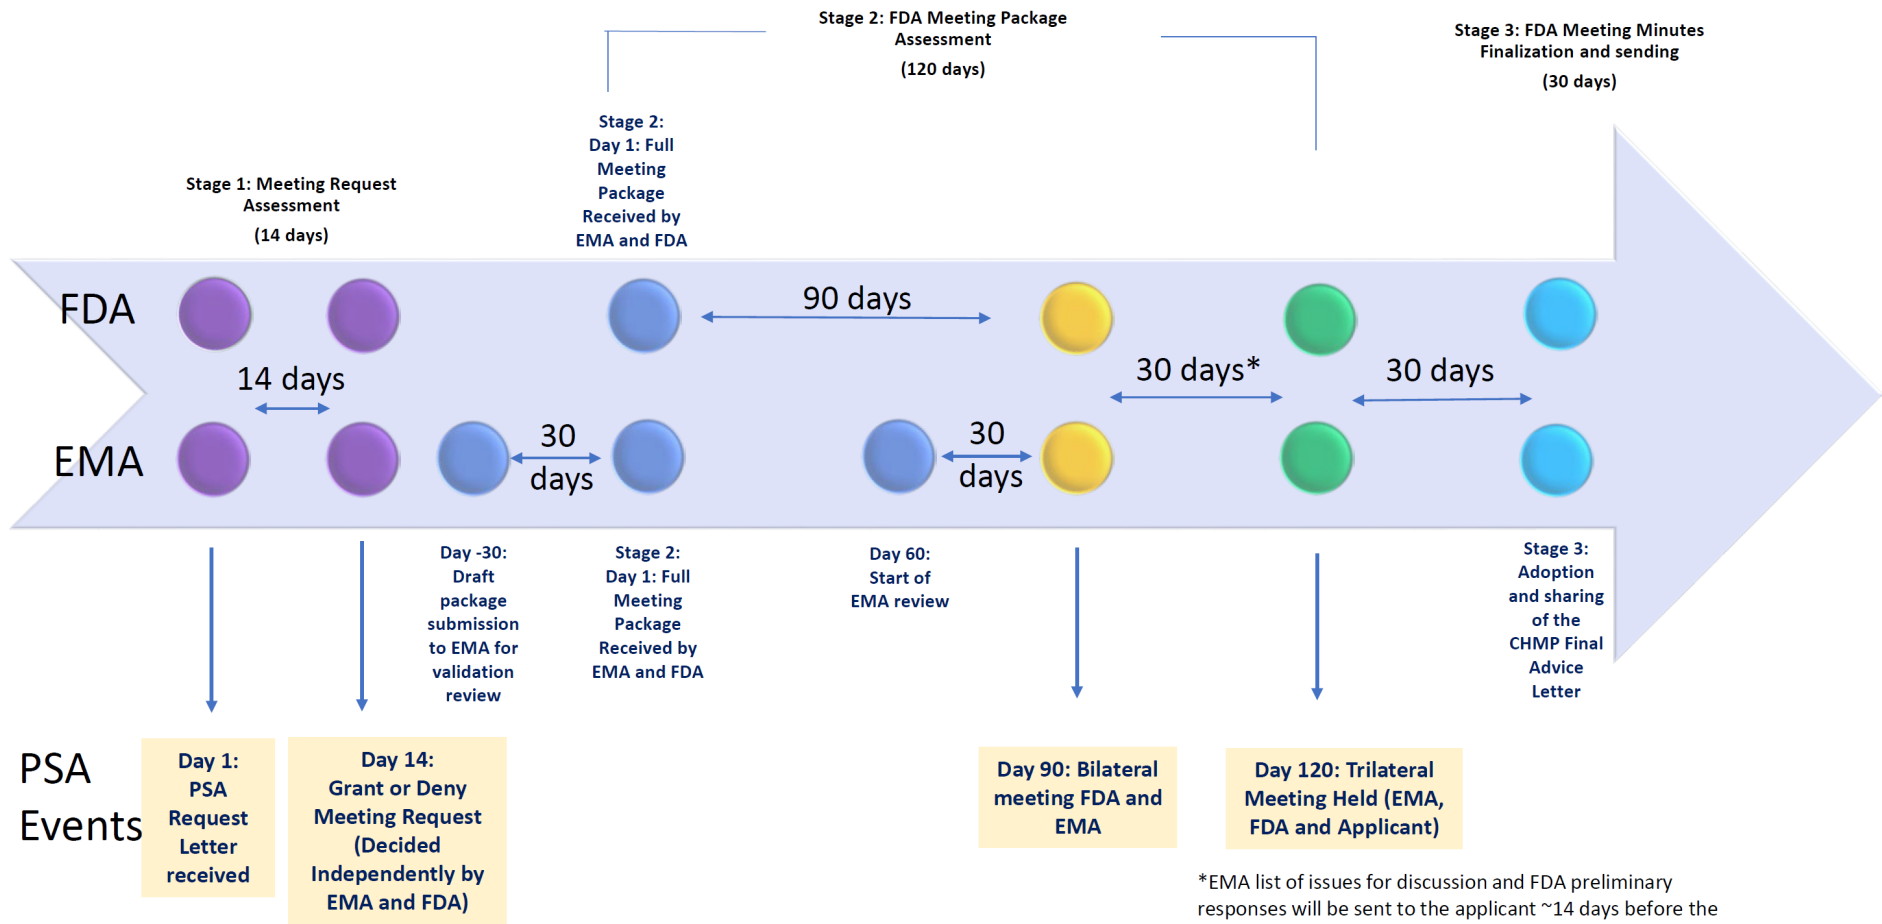 Stage 2: FDA Meeting Package
Assessment
(120 days)
Stage 3: FDA Meeting Minutes
Finalization and sending
(30 days)
Stage 2:
Day 1: Full
Meeting
Package
Received by
EMA and FDA
Stage 1: Meeting Request
Assessment
(14 days)
FDA
90 days
14 days
30 days*
30 days
EMA
30
days
30
days
Day -30:
Draft
package
submission
to EMA for
validation
review
Stage 2:
Day 1: Full
Meeting
Package
Received by
EMA and FDA
Day 60:
Start of
EMA review
Stage 3:
Adoption
and sharing
of the
CHMP Final
Advice
Letter
PSA
Events
Day 1:
PSA
Request
Letter
received
Day 14:
Grant or Deny
Meeting Request
(Decided
Independently by
EMA and FDA)
Day 90: Bilateral
meeting FDA and
EMA
Day 120: Trilateral
Meeting Held (EMA,
FDA and Applicant)
*EMA list of issues for discussion and FDA preliminary
responses will be sent to the applicant ~14 days before the